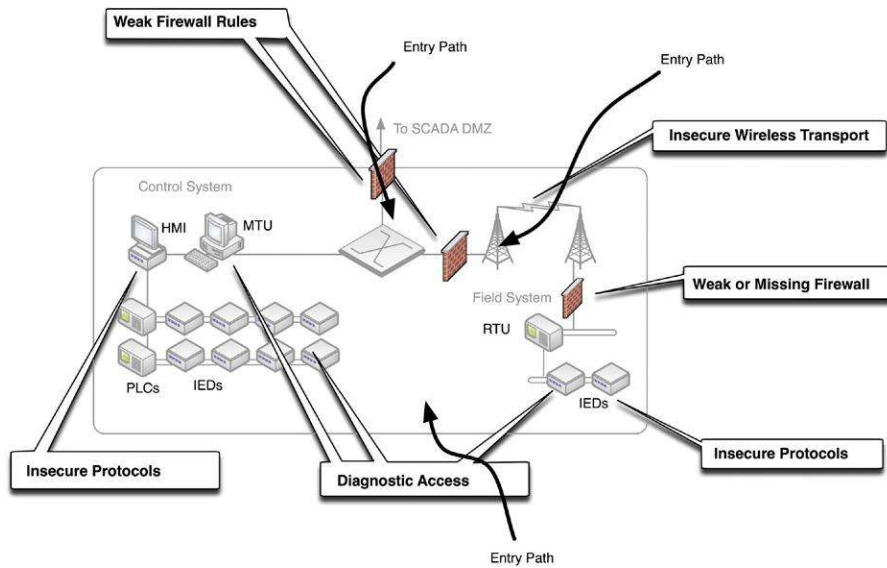 Weak Firewall Rules
Entry Path
Entry Path
To SCADA DMZ
Insecure Wireless Transport
Control System
HMI
MTU
Weak or Missing Firewall
Field System
RTU
PLCs
IEDs
IEDs
Insecure Protocols
Diagnostic Access
Insecure Protocols
Entry Path